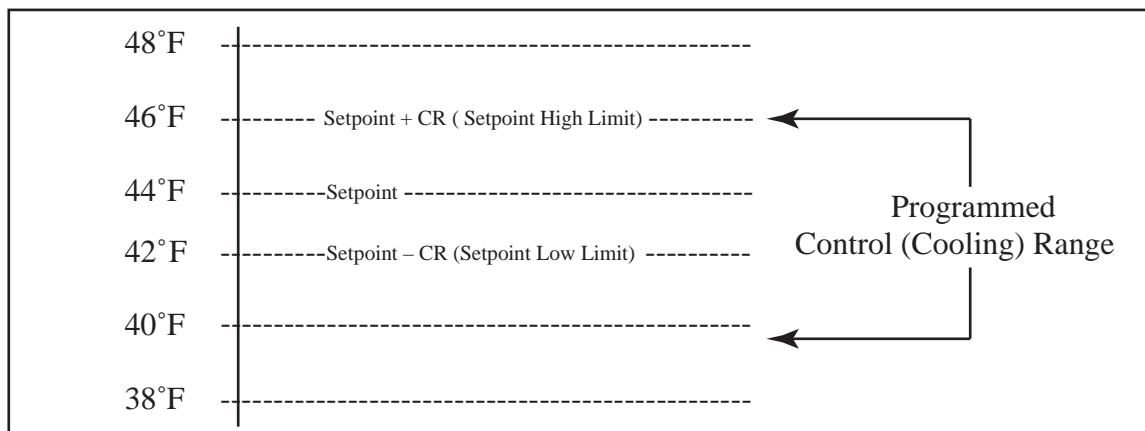 48˚F
46˚F Setpoint + CR ( Setpoint High Limit)
44˚F Setpoint
Programmed
Control (Cooling) Range
42˚F Setpoint – CR (Setpoint Low Limit)
40˚F
38˚F